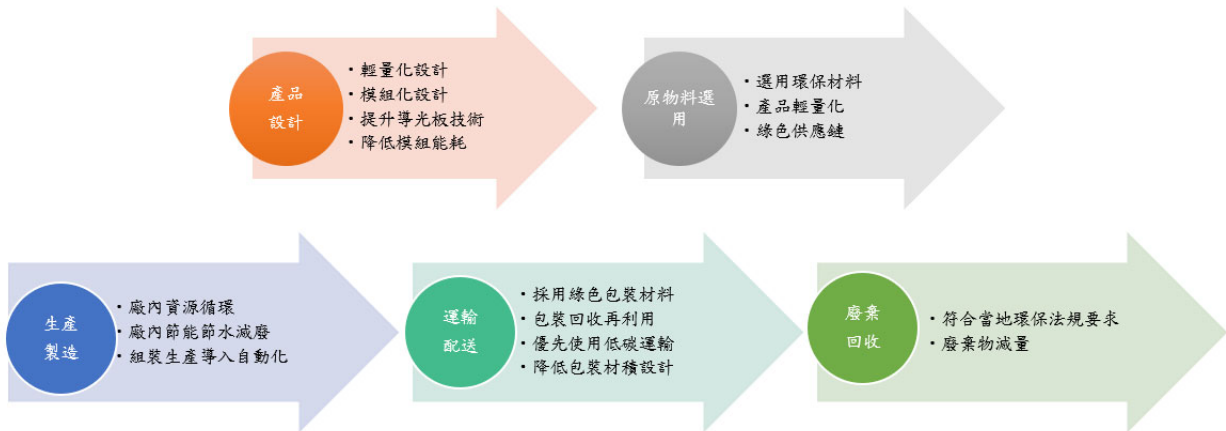 產品
設計
・輕量化設計
・模組化設計
・提升導光板技術
・降低模組能耗
原物料選
用
・選用環保材料
・產品輕量化
・綠色供應鏈
生產
製造
・廠內資源循環
・廠內節能節水減廢
・組裝生產導入自動化
運輸
配送
・採用綠色包裝材料
・包裝回收再利用
・優先使用低碳運輸
・降低包裝材積設計
廢棄
回收
・符合當地環保法規要求
・廢棄物減量